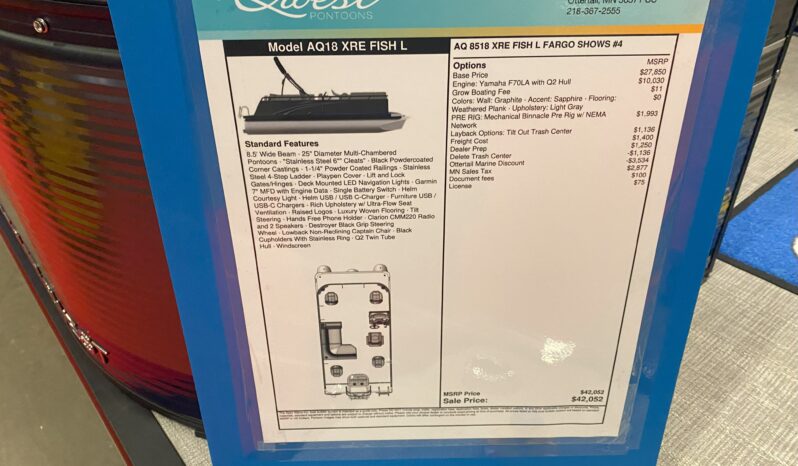 Qwest
PONTOONS
Ottertail, MN
218-367-2555
Model AQ18 XRE FISH L
AQ 8518 XRE FISH L FARGO SHOWS #4
Options MSRP
Base Price $27,850
Engine: Yamaha F70LA with Q2 Hull $10,030
Grow Boating Fee $11
Colors: Wall: Graphite - Accent: Sapphire - Flooring: $0
Weathered Plank - Upholstery: Light Gray
PRE RIG: Mechanical Binnacle Pre Rig w/ NEMA $1,993
Network
Layback Options: Tilt Out Trash Center $1,136
Freight Cost $1,400
Dealer Prep $1,250
Delete Trash Center -$1,136
Ottertail Marine Discount -$3,534
MN Sales Tax $2,877
Document fees $100
License $75
Standard Features
8.5' Wide Beam · 25" Diameter Multi-Chambered
Pontoons · "Stainless Steel 6"" Cleats" · Black Powdercoated
Corner Castings · 1-1/4" Powder Coated Railings · Stainless
Steel 4-Step Ladder · Playpen Cover · Lift and Lock
Gates/Hinges · Deck Mounted LED Navigation Lights · Garmin
7" MFD with Engine Data · Single Battery Switch · Helm
Courtesy Light · Helm USB / USB C-Charger · Furniture USB /
USB-C Chargers · Rich Upholstery w/ Ultra-Flow Seat
Ventilation · Raised Logos · Luxury Woven Flooring · Tilt
Steering · Hands Free Phone Holder · Clarion CMM220 Radio
and 2 Speakers · Destroyer Black Grip Steering
Wheel · Lowback Non-Reclining Captain Chair · Black
Cupholders With Stainless Ring · Q2 Twin Tube
Hull · Windscreen
MSRP Price $42,052
Sale Price: $42,052